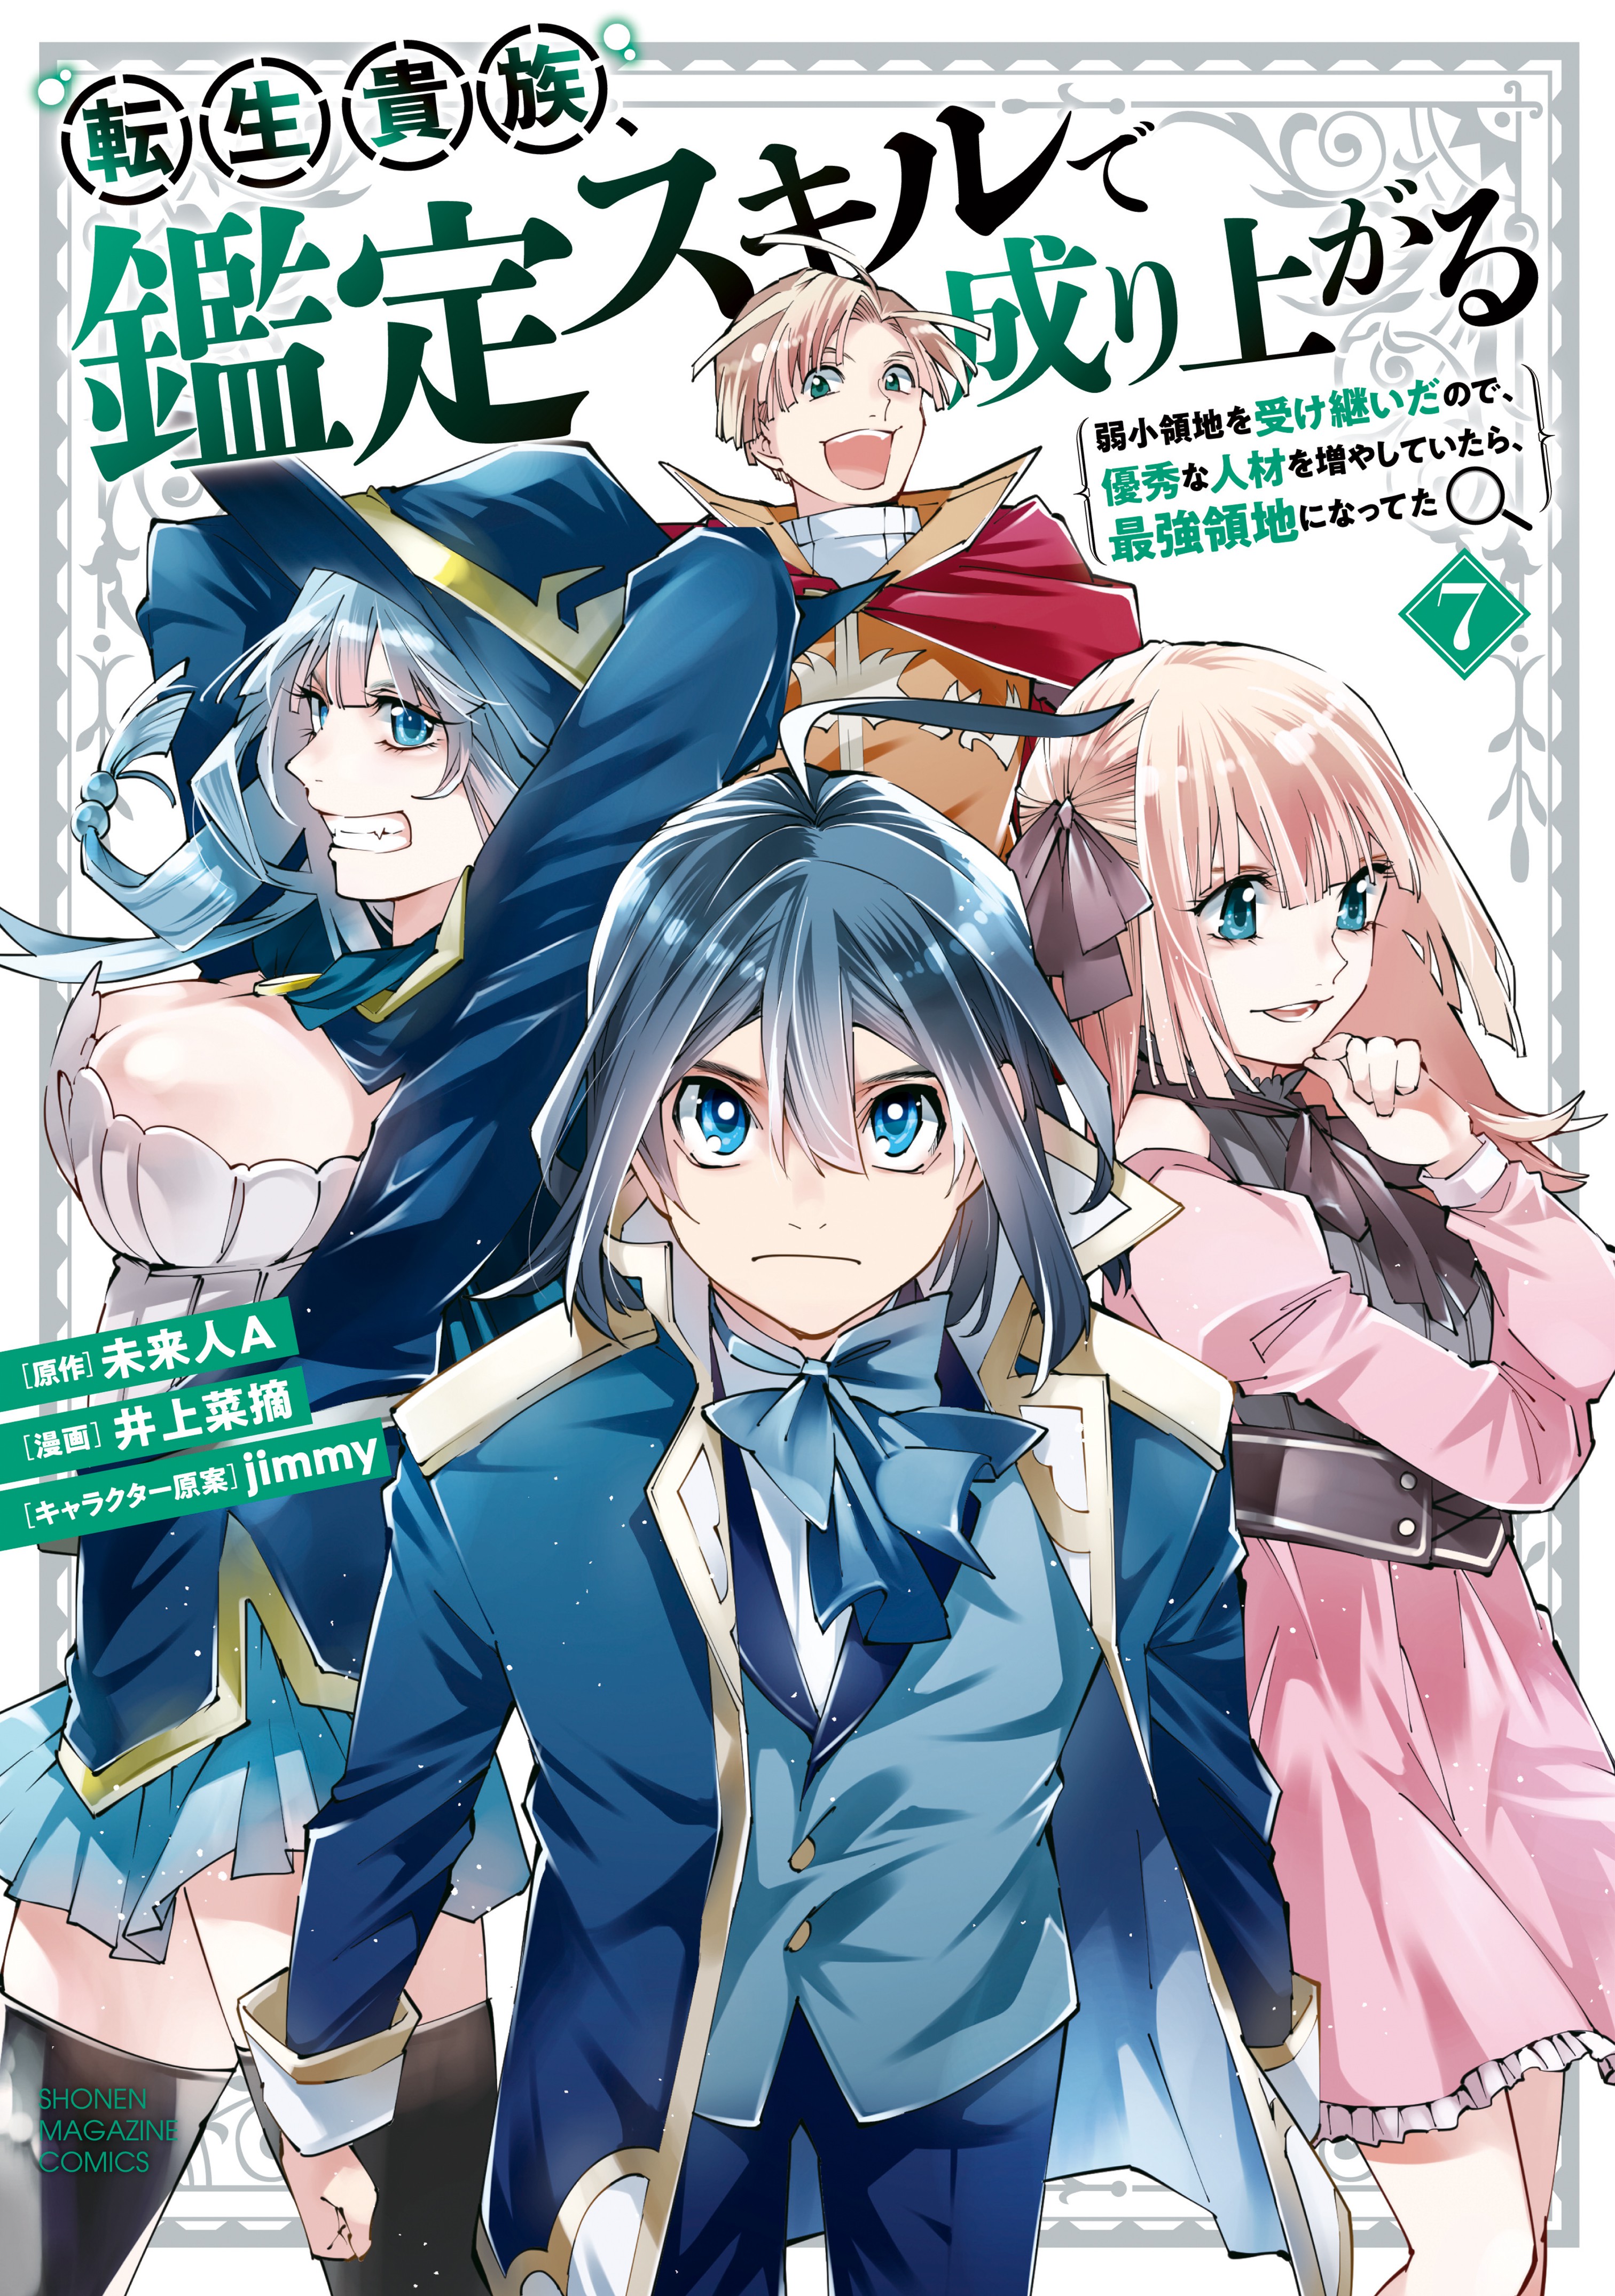 転生貴族、
鑑定スキルで
成り上がる
弱小領地を受け継いだので、
優秀な人材を増やしていたら、
最強領地になってた
7
[原作]未来人A
[漫画]井上菜摘
[キャラクター原案]jimmy
SHONEN
MAGAZINE
COMICS